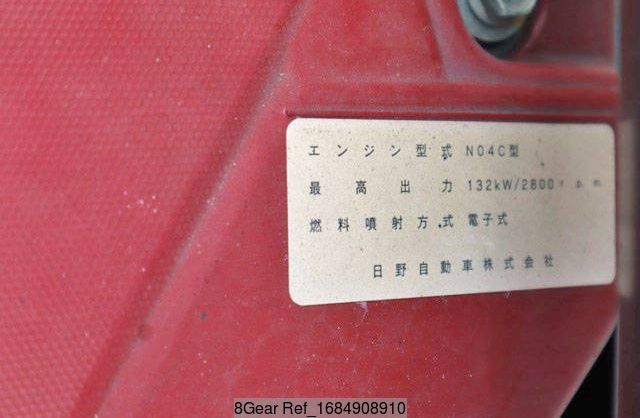 エンジン型式 N04C型
最高出力 132kW/2800r.p.m.
燃料噴射方式 電子式
日野自動車株式会社
8Gear Ref_1684908910